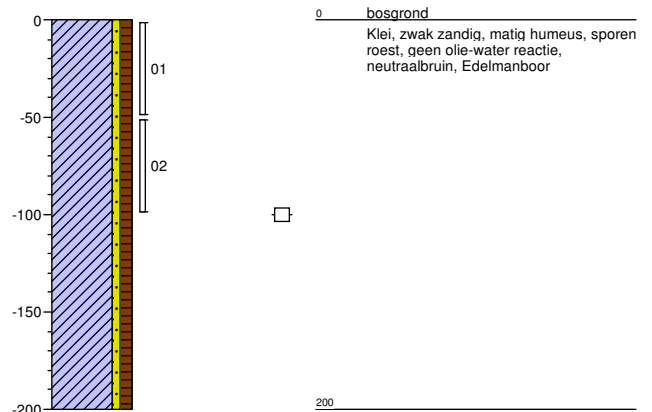 0
0 bosgrond
Klei, zwak zandig, matig humeus, sporen
roest, geen olie-water reactie,
neutraalbruin, Edelmanboor
01
-50
02
-100
-150
-200
200